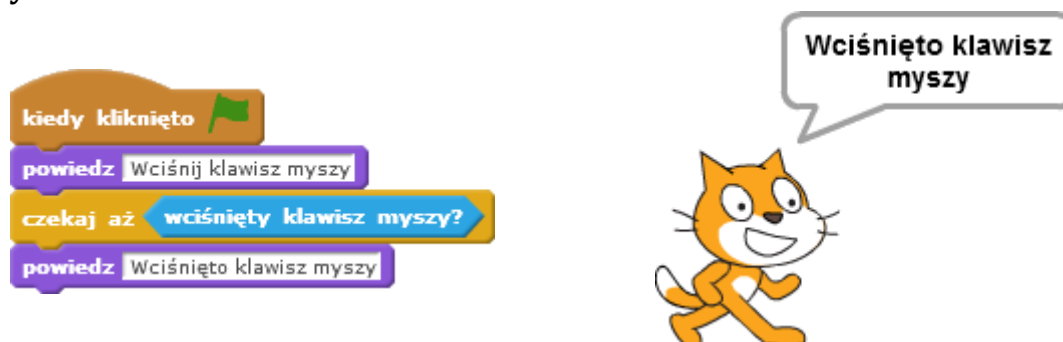 kiedy kliknięto
powiedz Wciśnij klawisz myszy
czekaj aż wciśnięty klawisz myszy?
powiedz Wciśnięto klawisz myszy
Wciśnięto klawisz
myszy